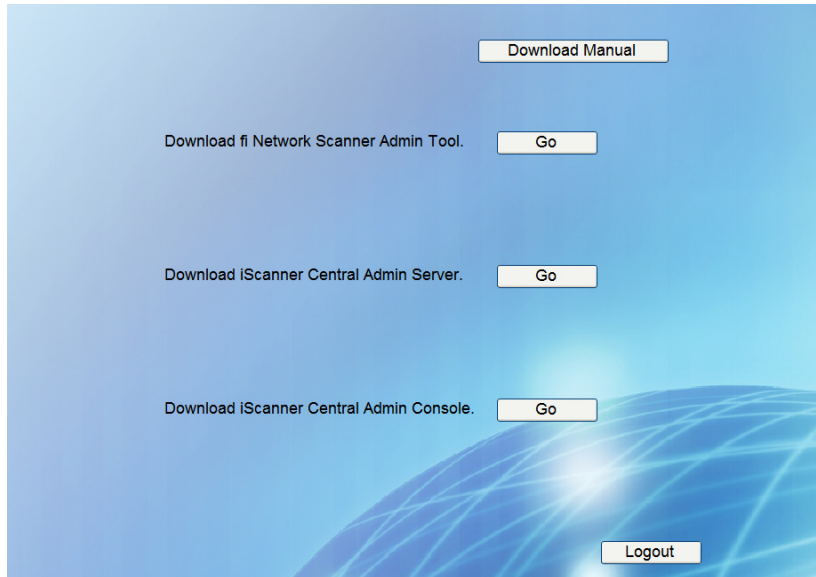 Download Manual
Download fi Network Scanner Admin Tool. Go
Download iScanner Central Admin Server. Go
Download iScanner Central Admin Console. Go
Logout